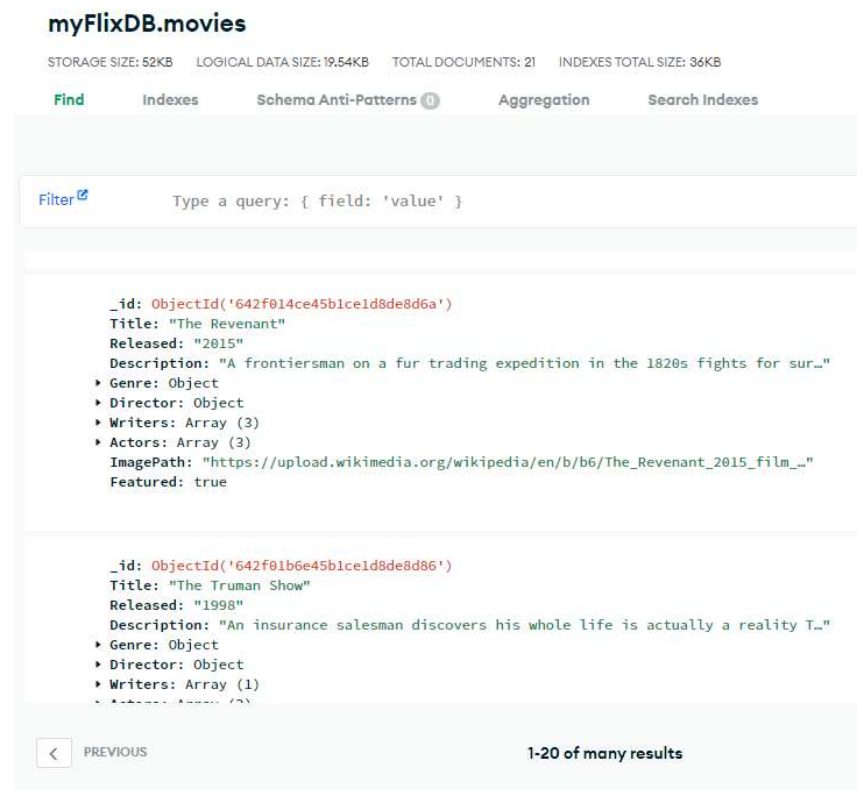 myFlixDB.movies
STORAGE SIZE: 52KB LOGICAL DATA SIZE: 19.54KB TOTAL DOCUMENTS: 21 INDEXES TOTAL SIZE: 36KB
Find Indexes Schema Anti-Patterns 0 Aggregation Search Indexes
Filter Type a query: { field: 'value' }
_id: ObjectId('642f014ce45b1ce1d8de8d6a')
Title: "The Revenant"
Released: "2015"
Description: "A frontiersman on a fur trading expedition in the 1820s fights for sur…"
Genre: Object
Director: Object
Writers: Array (3)
Actors: Array (3)
ImagePath: "https://upload.wikimedia.org/wikipedia/en/b/b6/The_Revenant_2015_film_…"
Featured: true
_id: ObjectId('642f01b6e45b1ce1d8de8d86')
Title: "The Truman Show"
Released: "1998"
Description: "An insurance salesman discovers his whole life is actually a reality T…"
Genre: Object
Director: Object
Writers: Array (1)
PREVIOUS 1-20 of many results